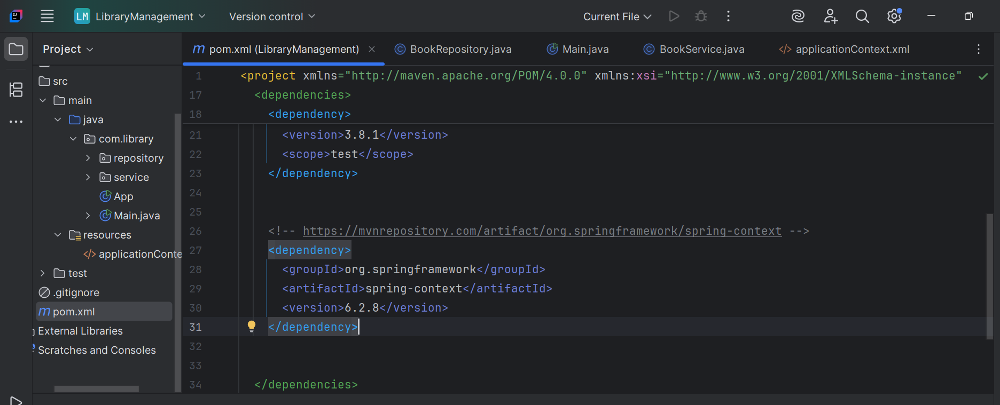 LM LibraryManagement Version control Current File
Project
pom.xml (LibraryManagement) BookRepository.java Main.java BookService.java applicationContext.xml
src
main
java
com.library
repository
service
App
Main.java
resources
applicationConte
test
.gitignore
pom.xml
External Libraries
Scratches and Consoles
1 <project xmlns="http://maven.apache.org/POM/4.0.0" xmlns:xsi="http://www.w3.org/2001/XMLSchema-instance"
17 <dependencies>
18 <dependency>
21 <version>3.8.1</version>
22 <scope>test</scope>
23 </dependency>
24
25
26 <!-- https://mvnrepository.com/artifact/org.springframework/spring-context -->
27 <dependency>
28 <groupId>org.springframework</groupId>
29 <artifactId>spring-context</artifactId>
30 <version>6.2.8</version>
31 </dependency>
32
33
34 </dependencies>